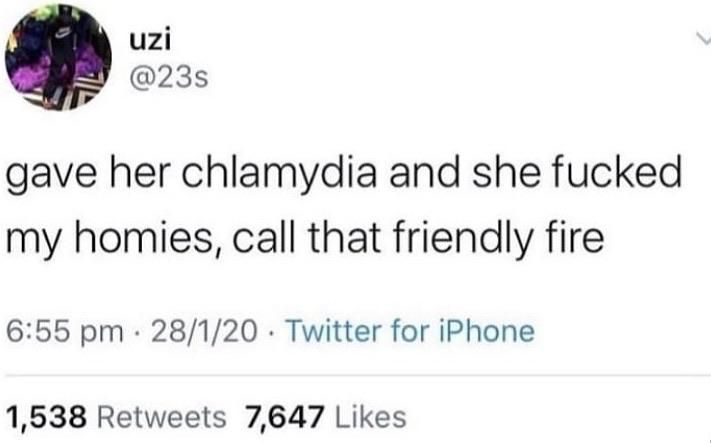 uzi
@23s
gave her chlamydia and she fucked
my homies, call that friendly fire
6:55 pm · 28/1/20 · Twitter for iPhone
1,538 Retweets 7,647 Likes